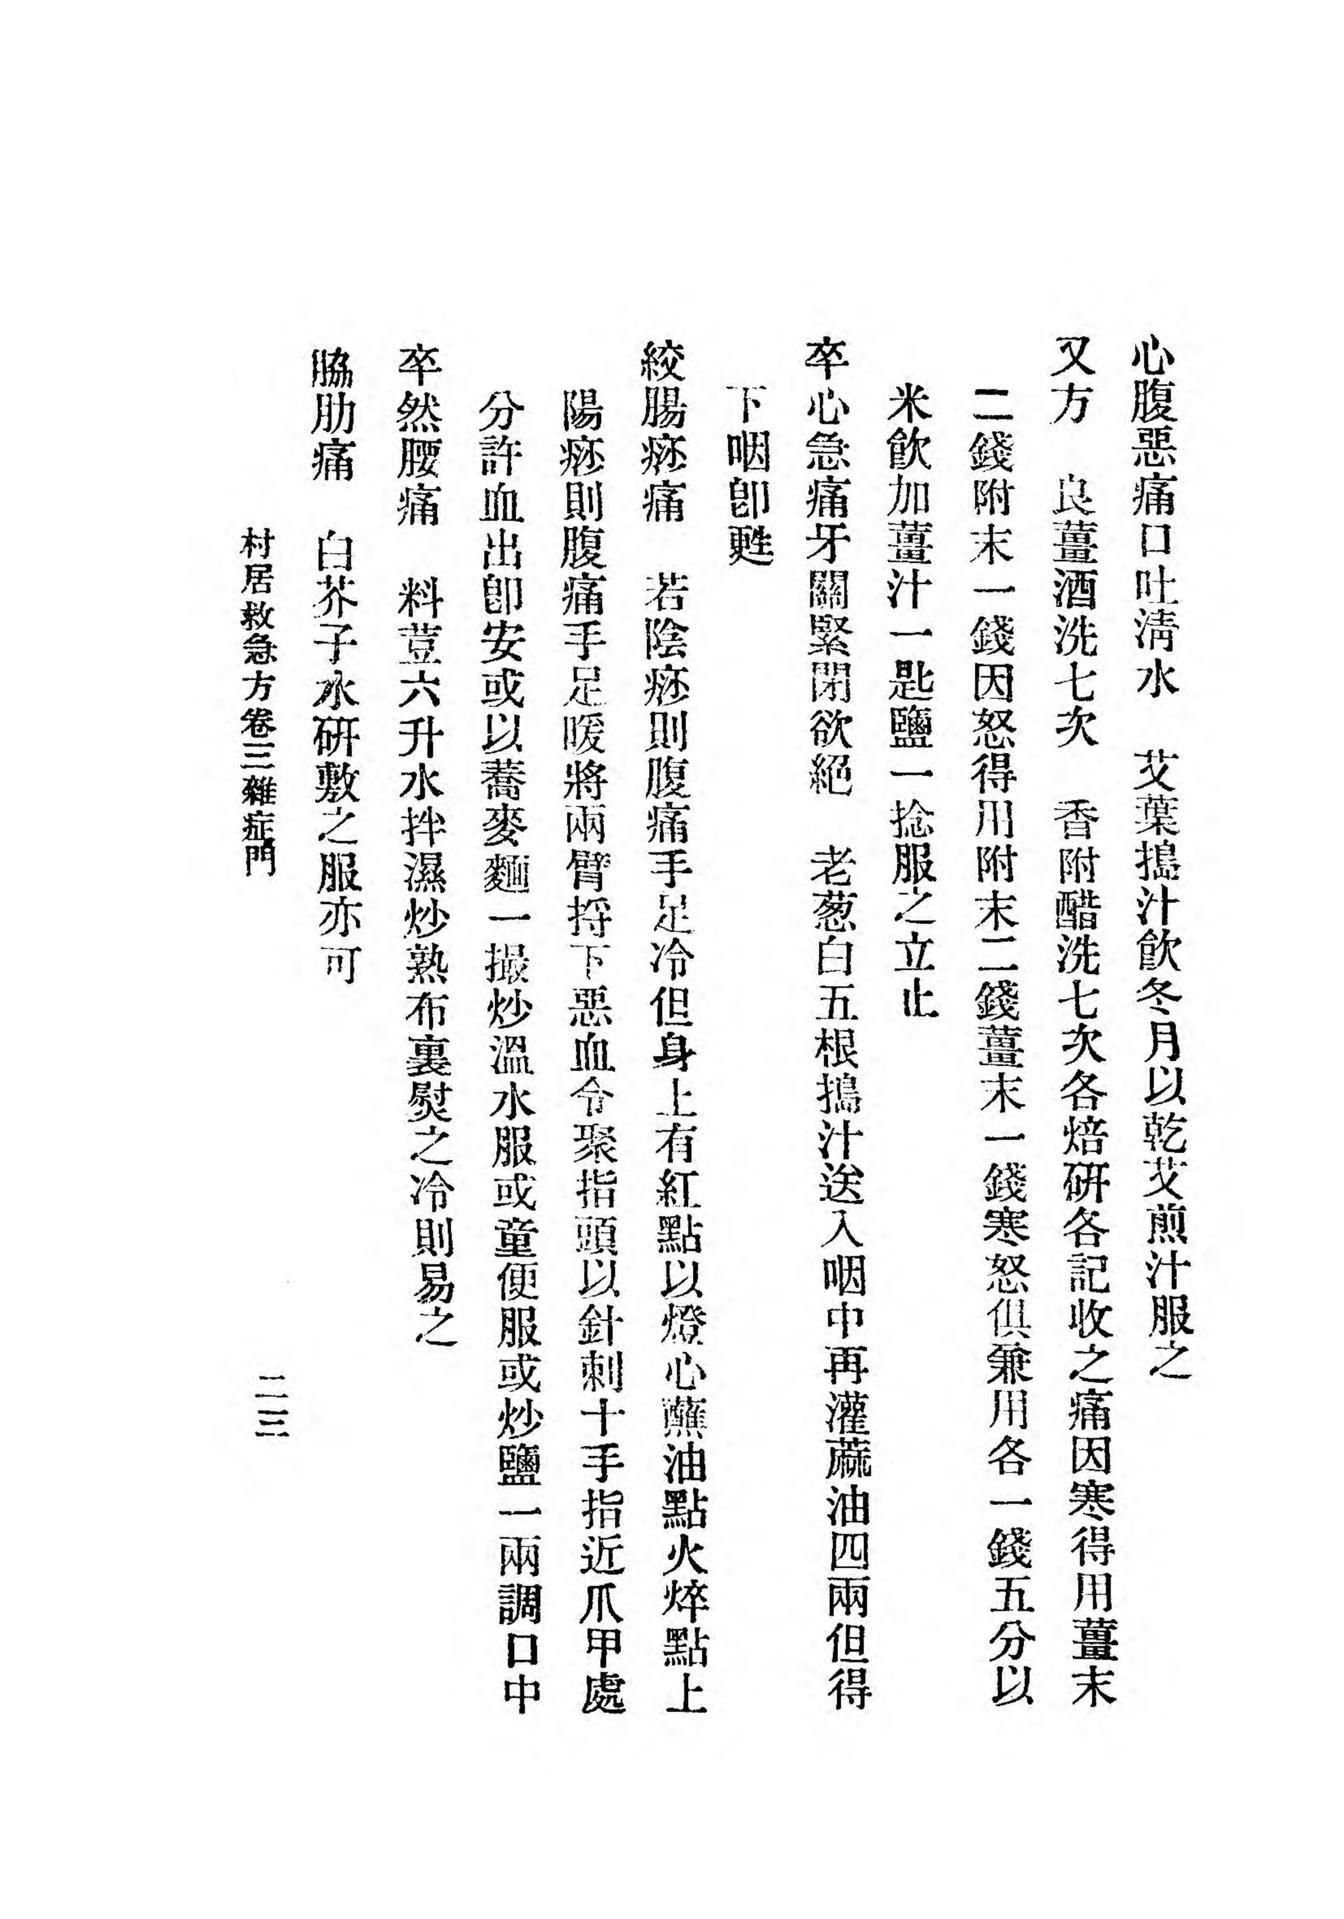 心腹惡痛口吐清水　艾葉搗汁飮冬月以乾艾煎汁服之
又方　良薑酒洗七次　香附醋洗七次各焙研各記收之痛因寒得用薑末
二錢附末一錢因怒得用附末二錢薑末一錢寒怒俱兼用各一錢五分以
米飮加薑汁一匙鹽一捻服之立止
卒心急痛牙關緊閉欲絕　老葱白五根搗汁送入咽中再灌蔴油四兩但得
下咽卽甦
絞腸痧痛　若陰痧則腹痛手足冷但身上有紅點以燈心蘸油點火焠點上
陽痧則腹痛手足暖將兩臂捋下惡血令聚指頭以針刺十手指近爪甲處
分許血出卽安或以蕎麥麵一撮炒溫水服或童便服或炒鹽一兩調口中
卒然腰痛　料荳六升水拌濕炒熟布裏熨之冷則易之
脇肋痛　白芥子水研敷之服亦可
村居救急方卷三雜症門
二三